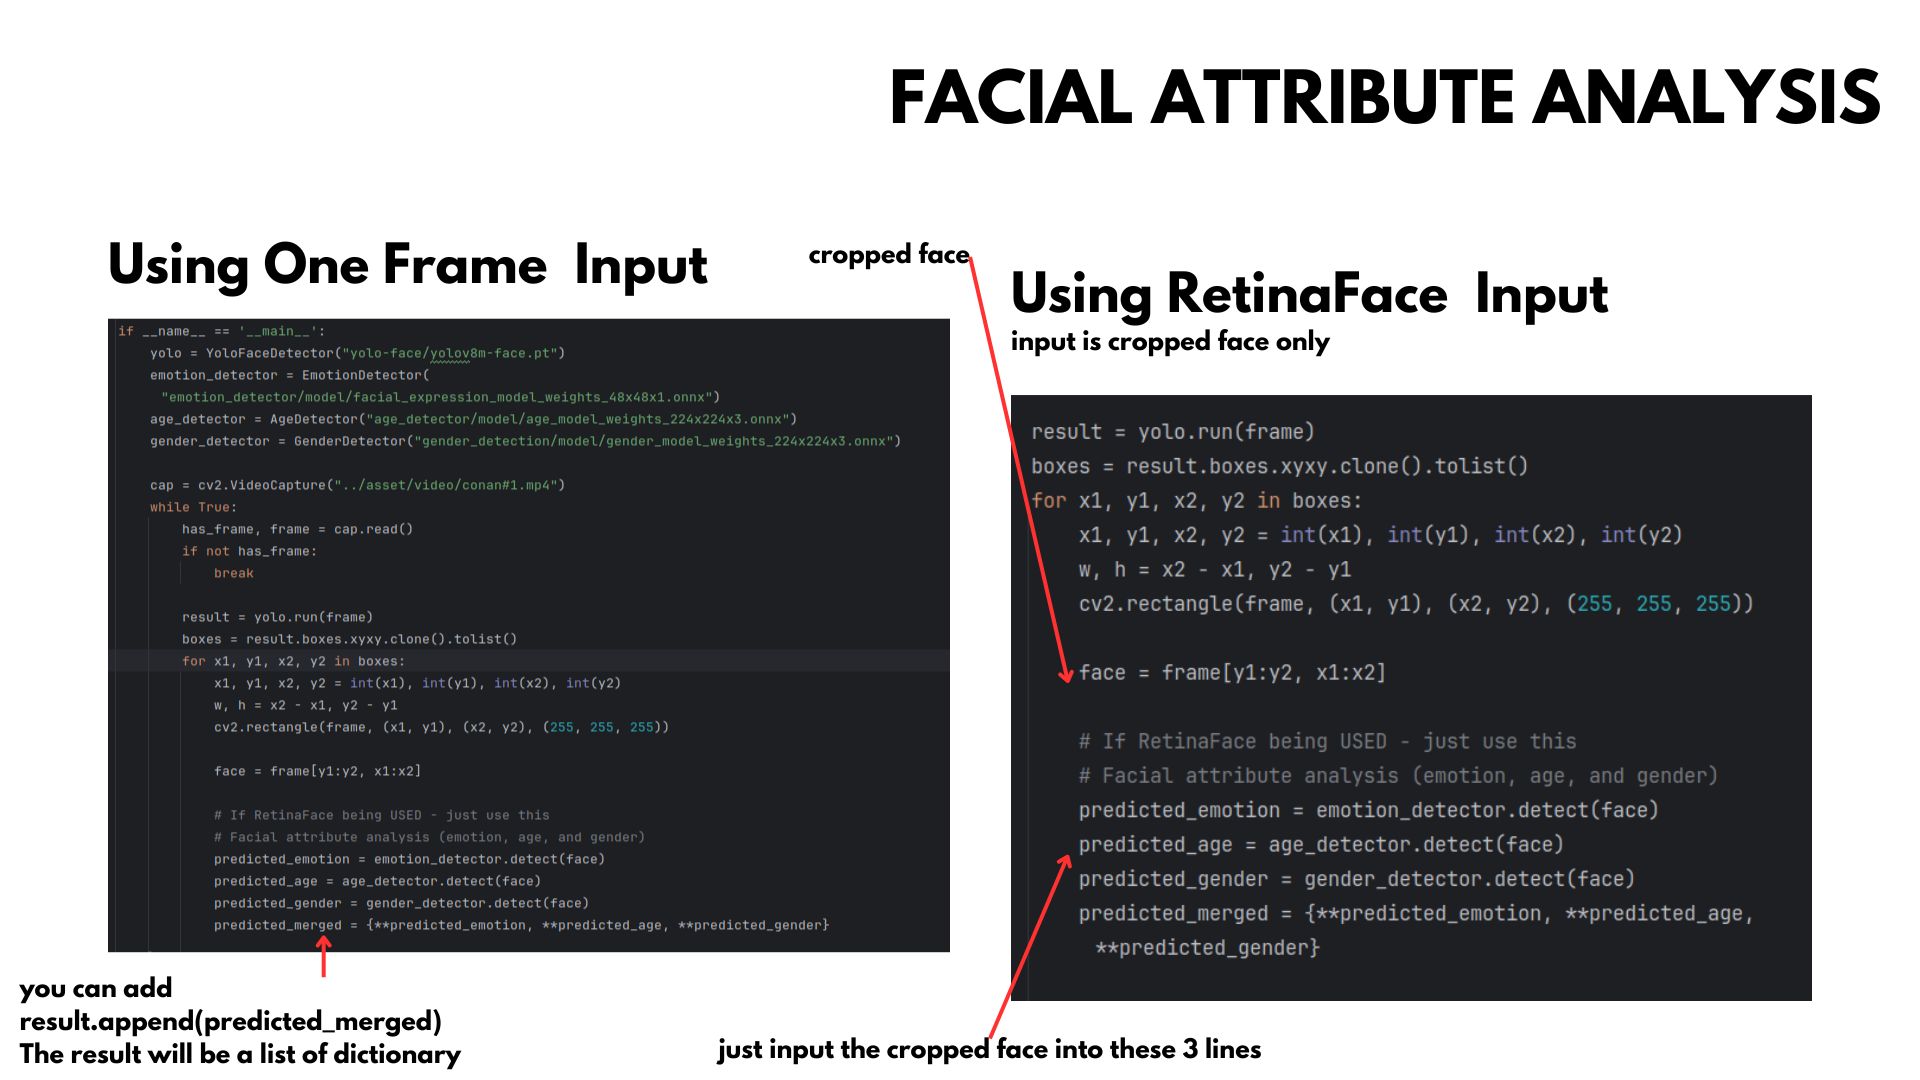 FACIAL ATTRIBUTE ANALYSIS
Using One Frame  Input
if __name__ == '__main__':
    yolo = YoloFaceDetector("yolo-face/yolov8m-face.pt")
    emotion_detector = EmotionDetector(
      "emotion_detector/model/facial_expression_model_weights_48x48x1.onnx")
    age_detector = AgeDetector("age_detector/model/age_model_weights_224x224x3.onnx")
    gender_detector = GenderDetector("gender_detection/model/gender_model_weights_224x224x3.onnx")
    cap = cv2.VideoCapture("../asset/video/conan#1.mp4")
    while True:
        has_frame, frame = cap.read()
        if not has_frame:
            break
        result = yolo.run(frame)
        boxes = result.boxes.xyxy.clone().tolist()
        for x1, y1, x2, y2 in boxes:
            x1, y1, x2, y2 = int(x1), int(y1), int(x2), int(y2)
            w, h = x2 - x1, y2 - y1
            cv2.rectangle(frame, (x1, y1), (x2, y2), (255, 255, 255))
            face = frame[y1:y2, x1:x2]
            # If RetinaFace being USED - just use this
            # Facial attribute analysis (emotion, age, and gender)
            predicted_emotion = emotion_detector.detect(face)
            predicted_age = age_detector.detect(face)
            predicted_gender = gender_detector.detect(face)
            predicted_merged = {**predicted_emotion, **predicted_age, **predicted_gender}
you can add
result.append(predicted_merged)
The result will be a list of dictionary
cropped face
Using RetinaFace  Input
input is cropped face only
result = yolo.run(frame)
boxes = result.boxes.xyxy.clone().tolist()
for x1, y1, x2, y2 in boxes:
    x1, y1, x2, y2 = int(x1), int(y1), int(x2), int(y2)
    w, h = x2 - x1, y2 - y1
    cv2.rectangle(frame, (x1, y1), (x2, y2), (255, 255, 255))
    face = frame[y1:y2, x1:x2]
    # If RetinaFace being USED - just use this
    # Facial attribute analysis (emotion, age, and gender)
    predicted_emotion = emotion_detector.detect(face)
    predicted_age = age_detector.detect(face)
    predicted_gender = gender_detector.detect(face)
    predicted_merged = {**predicted_emotion, **predicted_age,
     **predicted_gender}
just input the cropped face into these 3 lines